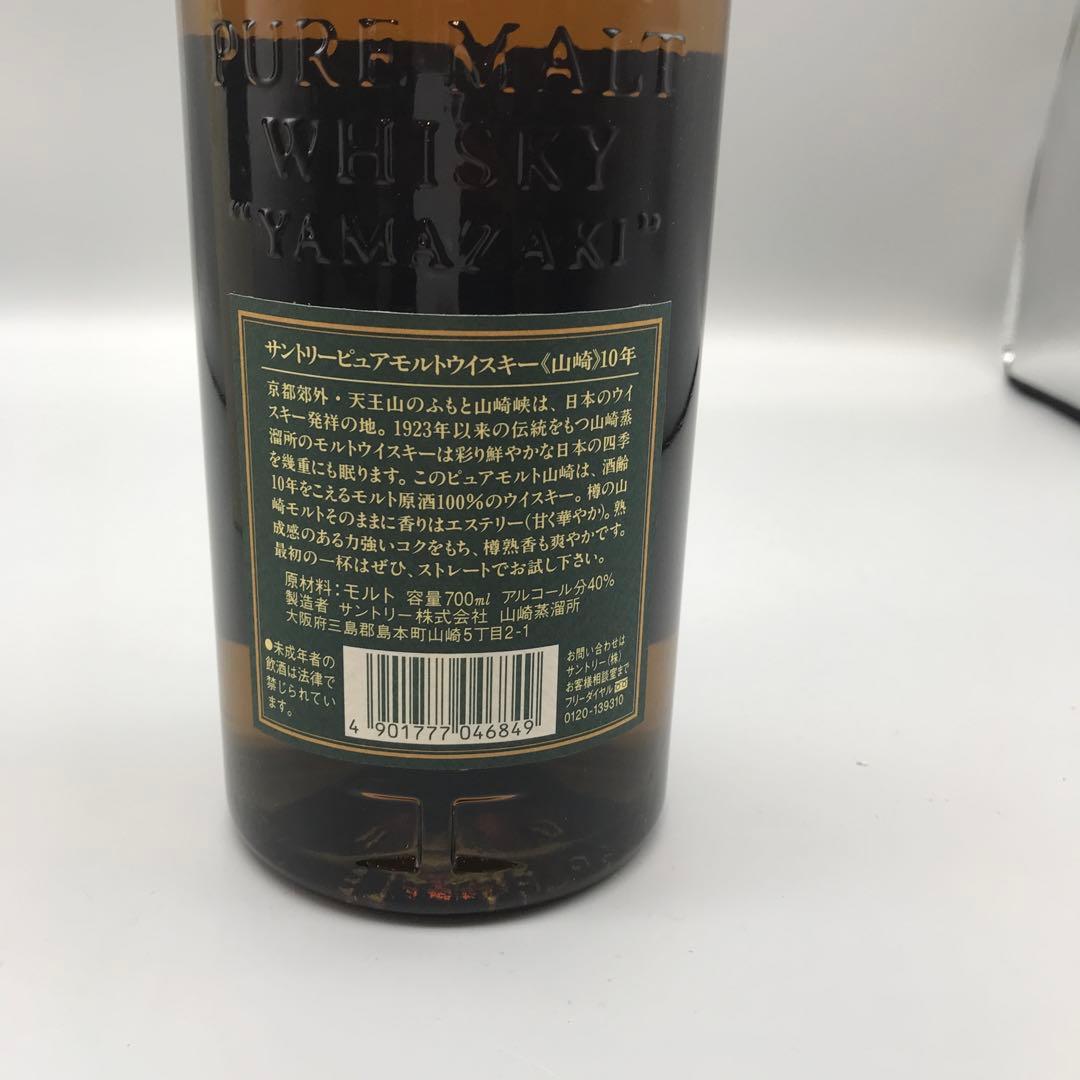 PURE MALT
WHISKY
"YAMAZAKI"
サントリーピュアモルトウイスキー《山崎》10年
京都郊外・天王山のふもと山崎峡は、日本のウイ
スキー発祥の地。1923年以来の伝統をもつ山崎蒸
溜所のモルトウイスキーは彩り鮮やかな日本の四季
を幾重にも眠ります。このピュアモルト山崎は、酒齢
10年をこえるモルト原酒100%のウイスキー。樽の山
崎モルトそのままに香りはエステリー(甘く華やか)。熟
成感のある力強いコクをもち、樽熟香も爽やかです。
最初の一杯はぜひ、ストレートでお試し下さい。
原材料:モルト 容量700ml アルコール分40%
製造者 サントリー株式会社 山崎蒸溜所
大阪府三島郡島本町山崎5丁目2-1
●未成年者の
飲酒は法律で
禁じられてい
ます。
4 901777 046849
お問い合わせは
サントリー(株)
お客様相談室まで
フリーダイヤル
0120-139310